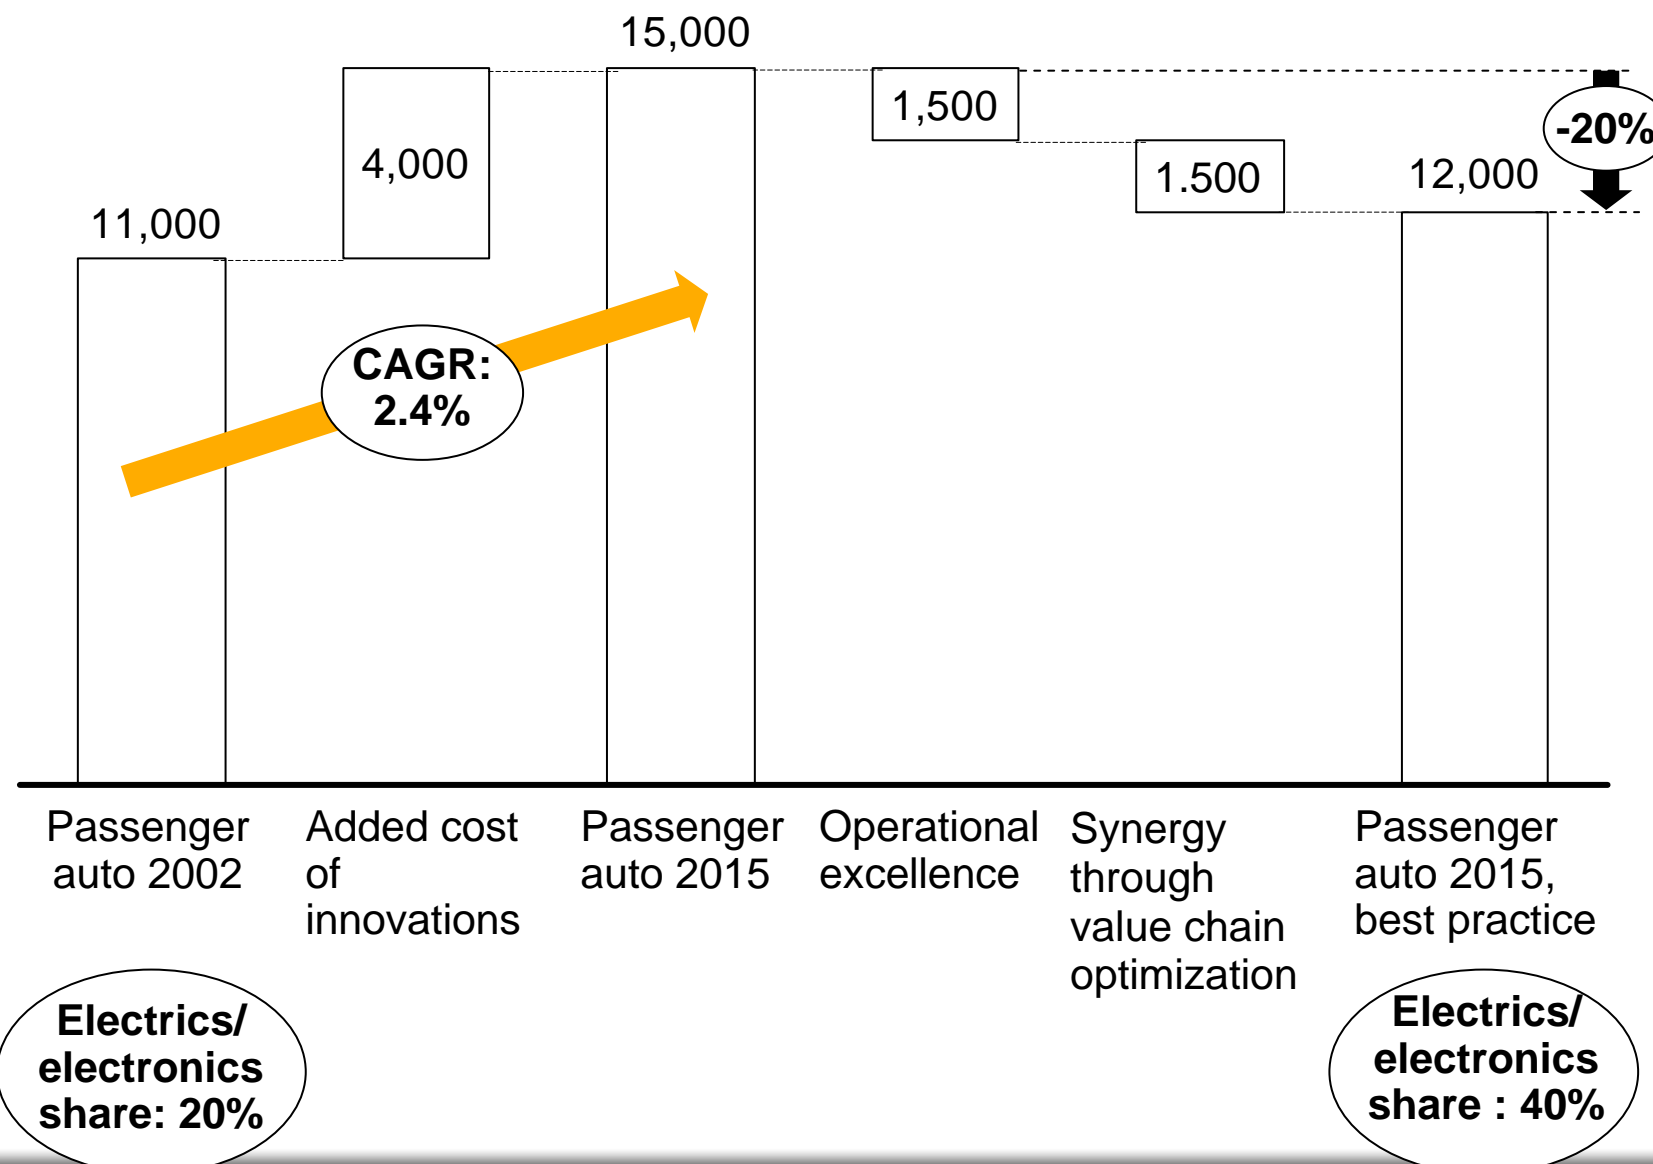 15,000
1,500
-20%
4,000
1.500
12,000
11,000
CAGR:
2.4%
Passenger
auto 2002
Added cost
of
innovations
Passenger
auto 2015
Operational
excellence
Synergy
through
value chain
optimization
Passenger
auto 2015,
best practice
Electrics/
electronics
share: 20%
Electrics/
electronics
share : 40%